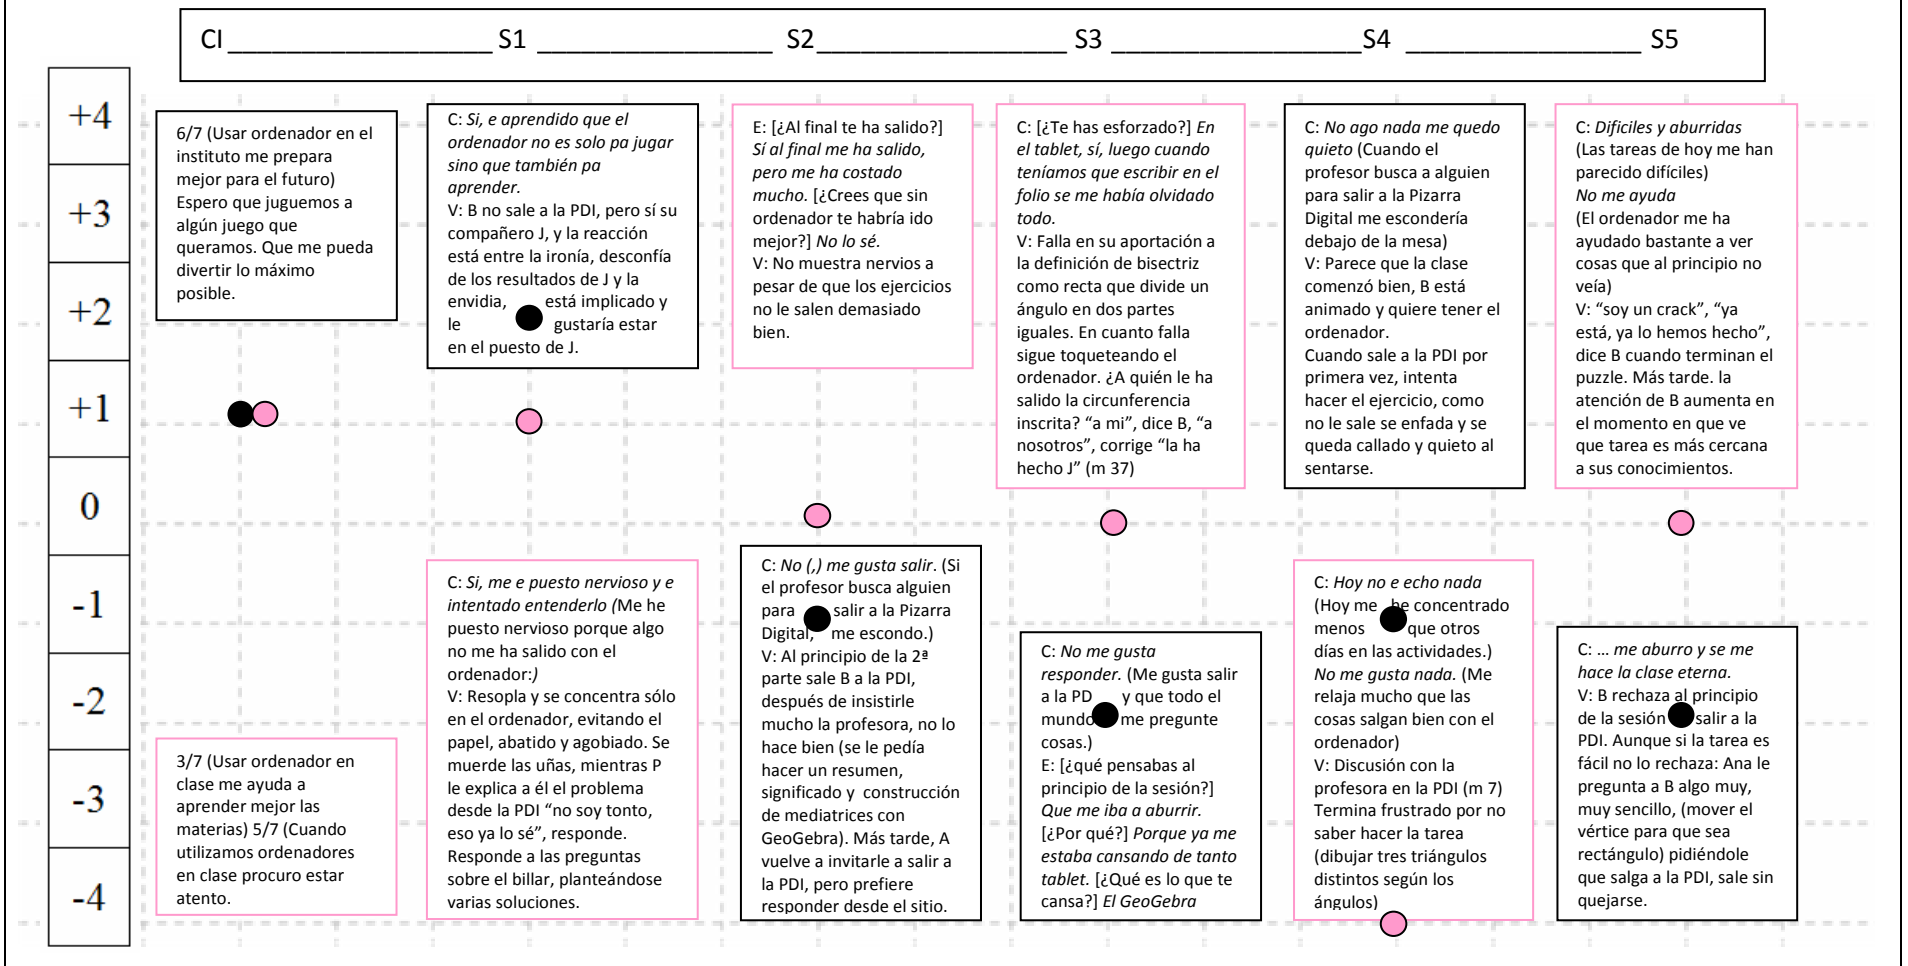 CI ____________________ S1 __________________ S2___________________ S3 ___________________S4 __________________ S5
+4
+3
+2
+1
0
-1
-2
-3
-4
6/7 (Usar ordenador en el
instituto me prepara
mejor para el futuro)
Espero que juguemos a
algún juego que
queramos. Que me pueda
divertir lo máximo
posible.
3/7 (Usar ordenador en
clase me ayuda a
aprender mejor las
materias) 5/7 (Cuando
utilizamos ordenadores
en clase procuro estar
atento.
C: Si, e aprendido que el
ordenador no es solo pa jugar
sino que también pa
aprender.
V: B no sale a la PDI, pero sí su
compañero J, y la reacción
está entre la ironía, desconfía
de los resultados de J y la
envidia, está implicado y
le gustaría estar
en el puesto de J.
C: Si, me e puesto nervioso y e
intentado entenderlo (Me he
puesto nervioso porque algo
no me ha salido con el
ordenador:)
V: Resopla y se concentra sólo
en el ordenador, evitando el
papel, abatido y agobiado. Se
muerde las uñas, mientras P
le explica a él el problema
desde la PDI “no soy tonto,
eso ya lo sé”, responde.
Responde a las preguntas
sobre el billar, planteándose
varias soluciones.
E: [¿Al final te ha salido?]
Sí al final me ha salido,
pero me ha costado
mucho. [¿Crees que sin
ordenador te habría ido
mejor?] No lo sé.
V: No muestra nervios a
pesar de que los ejercicios
no le salen demasiado
bien.
C: No (,) me gusta salir. (Si
el profesor busca alguien
para salir a la Pizarra
Digital, me escondo.)
V: Al principio de la 2ª
parte sale B a la PDI,
después de insistirle
mucho la profesora, no lo
hace bien (se le pedía
hacer un resumen,
significado y construcción
de mediatrices con
GeoGebra). Más tarde, A
vuelve a invitarle a salir a
la PDI, pero prefiere
responder desde el sitio.
C: [¿Te has esforzado?] En
el tablet, sí, luego cuando
teníamos que escribir en el
folio se me había olvidado
todo.
V: Falla en su aportación a
la definición de bisectriz
como recta que divide un
ángulo en dos partes
iguales. En cuanto falla
sigue toqueteando el
ordenador. ¿A quién le ha
salido la circunferencia
inscrita? “a mi”, dice B, “a
nosotros”, corrige “la ha
hecho J” (m 37)
C: No me gusta
responder. (Me gusta salir
a la PD y que todo el
mundo me pregunte
cosas.)
E: [¿qué pensabas al
principio de la sesión?]
Que me iba a aburrir.
[¿Por qué?] Porque ya me
estaba cansando de tanto
tablet. [¿Qué es lo que te
cansa?] El GeoGebra
C: No ago nada me quedo
quieto (Cuando el
profesor busca a alguien
para salir a la Pizarra
Digital me escondería
debajo de la mesa)
V: Parece que la clase
comenzó bien, B está
animado y quiere tener el
ordenador.
Cuando sale a la PDI por
primera vez, intenta
hacer el ejercicio, como
no le sale se enfada y se
queda callado y quieto al
sentarse.
C: Hoy no e echo nada
(Hoy me he concentrado
menos que otros
días en las actividades.)
No me gusta nada. (Me
relaja mucho que las
cosas salgan bien con el
ordenador)
V: Discusión con la
profesora en la PDI (m 7)
Termina frustrado por no
saber hacer la tarea
(dibujar tres triángulos
distintos según los
ángulos)
C: Dificiles y aburridas
(Las tareas de hoy me han
parecido difíciles)
No me ayuda
(El ordenador me ha
ayudado bastante a ver
cosas que al principio no
veía)
V: “soy un crack”, “ya
está, ya lo hemos hecho”,
dice B cuando terminan el
puzzle. Más tarde. la
atención de B aumenta en
el momento en que ve
que tarea es más cercana
a sus conocimientos.
C: ... me aburro y se me
hace la clase eterna.
V: B rechaza al principio
de la sesión salir a la
PDI. Aunque si la tarea es
fácil no lo rechaza: Ana le
pregunta a B algo muy,
muy sencillo, (mover el
vértice para que sea
rectángulo) pidiéndole
que salga a la PDI, sale sin
quejarse.